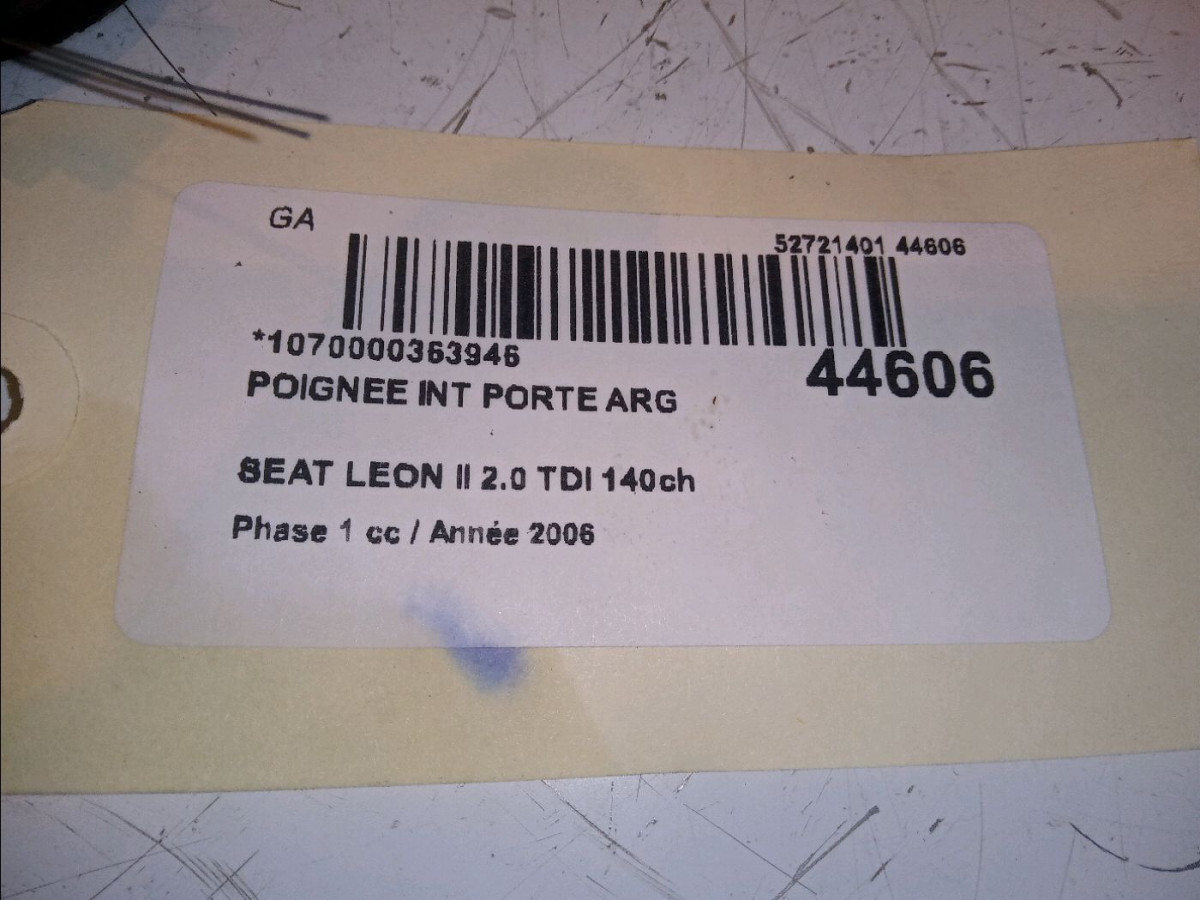 GA
52721401 44606
*1070000363946
44606
POIGNEE INT PORTE ARG
SEAT LEON II 2.0 TDI 140ch
Phase 1 cc / Année 2006